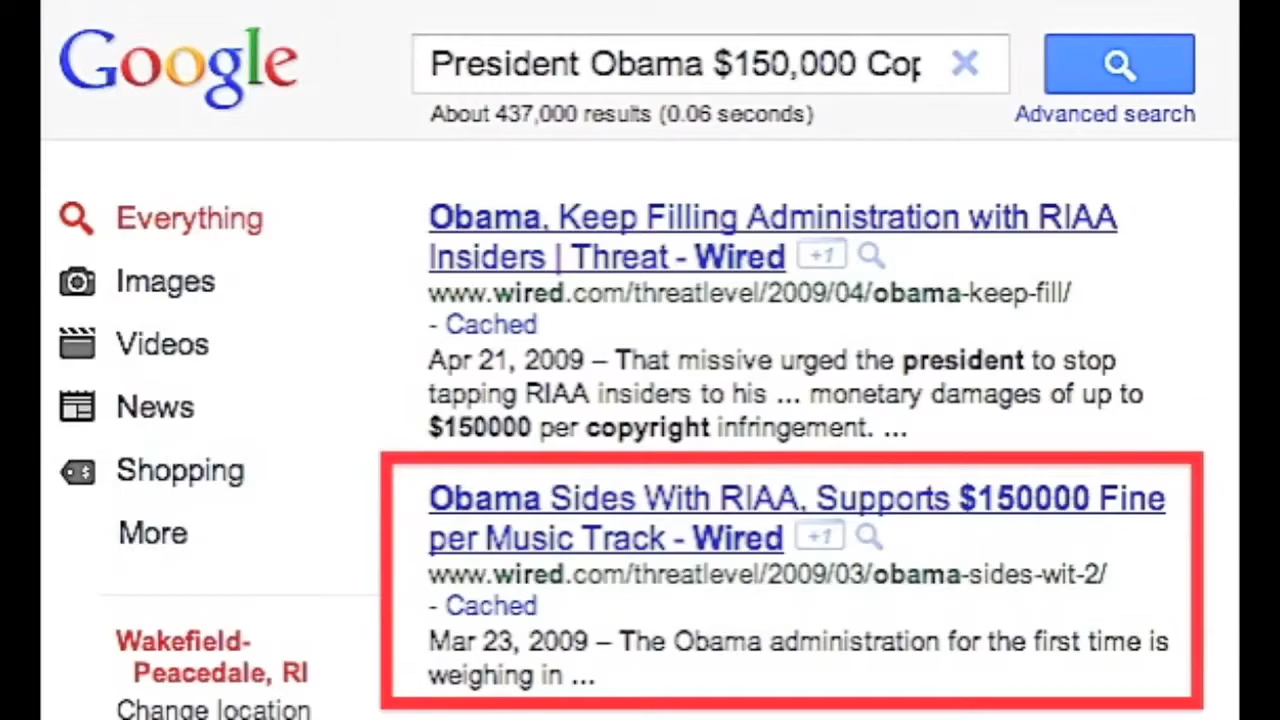 Google
President Obama $150,000 Cop
About 437,000 results (0.06 seconds)
Advanced search
Everything
Images
Videos
News
Shopping
More
Wakefield-
Peacedale, RI
Change location
Obama, Keep Filling Administration with RIAA
Insiders | Threat - Wired +1
www.wired.com/threatlevel/2009/04/obama-keep-fill/
- Cached
Apr 21, 2009 – That missive urged the president to stop
tapping RIAA insiders to his ... monetary damages of up to
$150000 per copyright infringement. ...
Obama Sides With RIAA, Supports $150000 Fine
per Music Track - Wired +1
www.wired.com/threatlevel/2009/03/obama-sides-wit-2/
- Cached
Mar 23, 2009 – The Obama administration for the first time is
weighing in ...